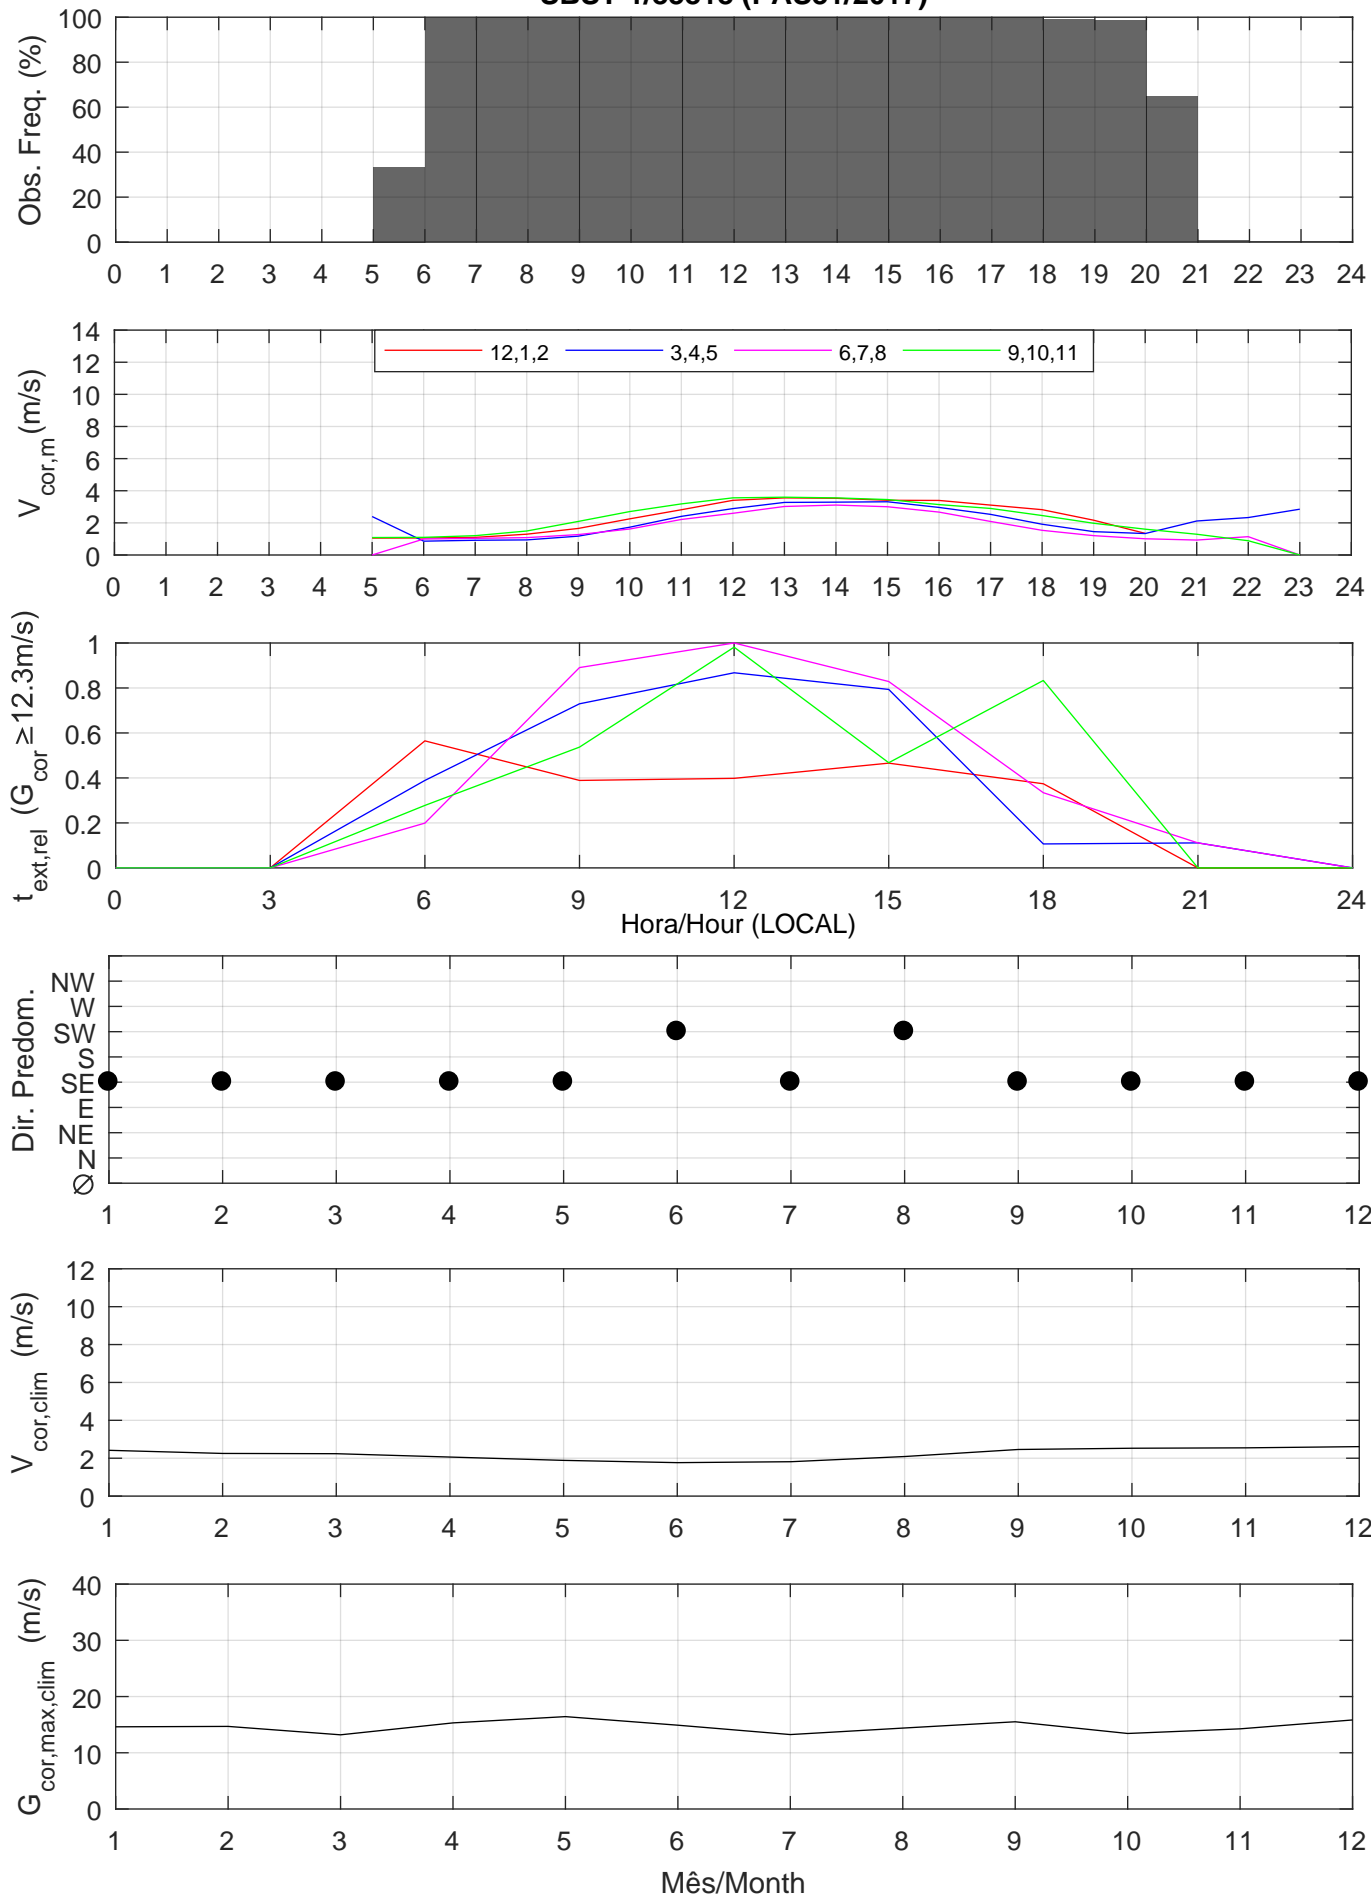 100
80
60
40
20
0
Obs. Freq. (%)
0 1 2 3 4 5 6 7 8 9 10 11 12 13 14 15 16 17 18 19 20 21 22 23 24
14
12
10
8
6
4
2
0
V cor,m (m/s)
12,1,2 3,4,5 6,7,8 9,10,11
0 1 2 3 4 5 6 7 8 9 10 11 12 13 14 15 16 17 18 19 20 21 22 23 24
1
0.8
0.6
0.4
0.2
0
t ext,rel (G cor ≥12.3m/s)
0 3 6 9 12 15 18 21 24
Hora/Hour (LOCAL)
NW
W
SW
S
SE
E
NE
N
Ø
Dir. Predom.
1 2 3 4 5 6 7 8 9 10 11 12
12
10
8
6
4
2
0
V cor,clim (m/s)
1 2 3 4 5 6 7 8 9 10 11 12
40
30
20
10
0
G cor,max,clim (m/s)
1 2 3 4 5 6 7 8 9 10 11 12
Mês/Month